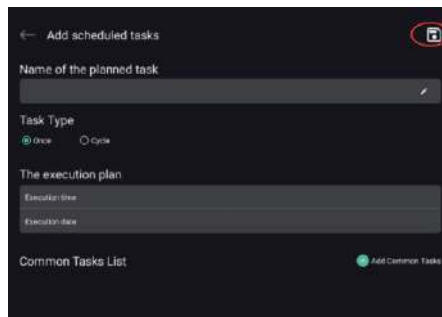 Add scheduled tasks
Name of the planned task
Task Type
Once Cycle
The execution plan
Execution time
Execution date
Common Tasks List Add Common Tasks